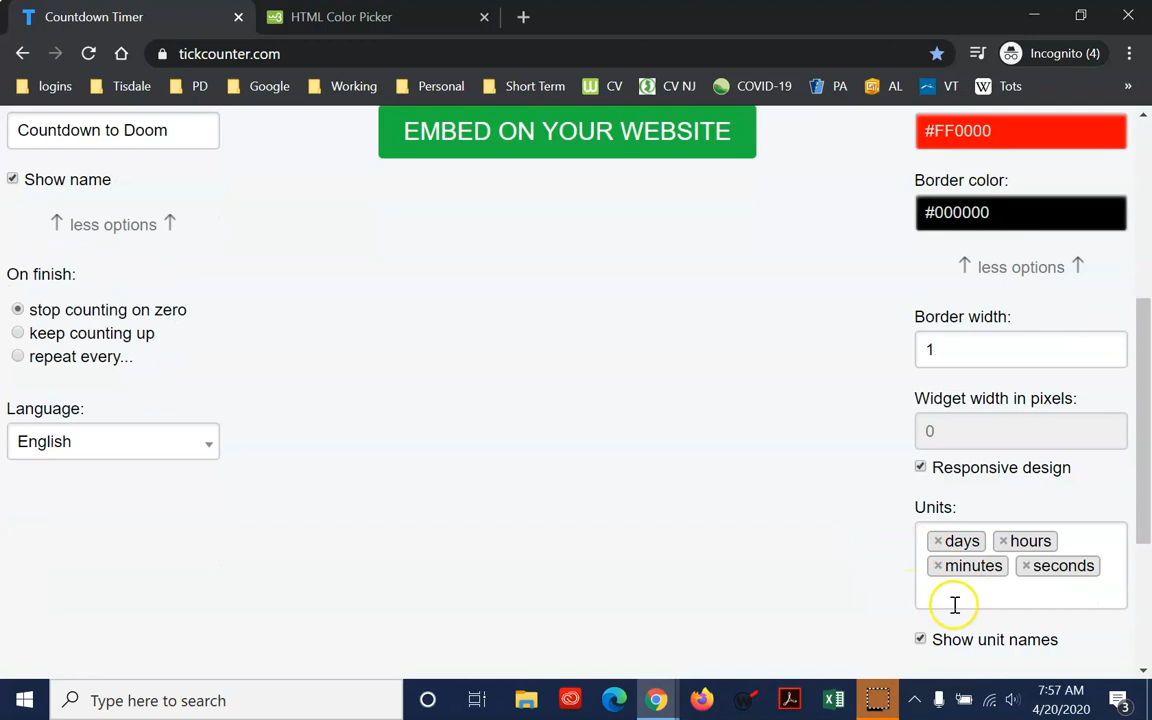 Countdown Timer
HTML Color Picker
tickcounter.com
Incognito (4)
logins
Tisdale
PD
Google
Working
Personal
Short Term
CV
CV NJ
COVID-19
PA
AL
VT
Tots
»
Countdown to Doom
Show name
↑ less options ↑
On finish:
stop counting on zero
keep counting up
repeat every...
Language:
English
EMBED ON YOUR WEBSITE
#FF0000
Border color:
#000000
↑ less options ↑
Border width:
1
Widget width in pixels:
0
Responsive design
Units:
× days × hours
× minutes × seconds
Show unit names
Type here to search
7:57 AM
4/20/2020
3